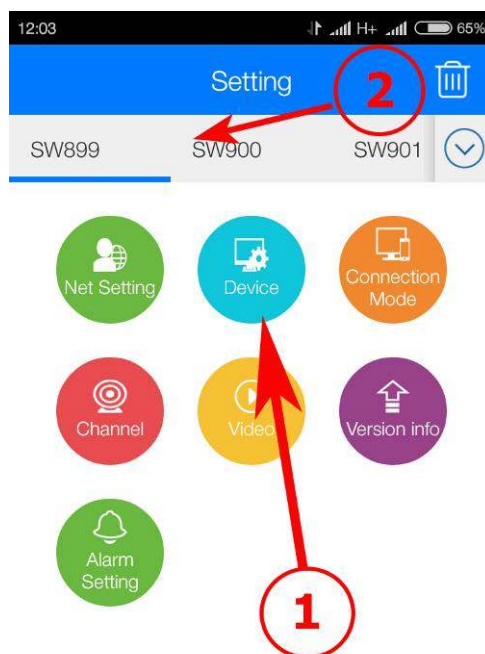 12:03 H+ 65%
Setting 2
SW899 SW900 SW901
Net Setting Device Connection
Mode
Channel Video Version info
Alarm
Setting
1